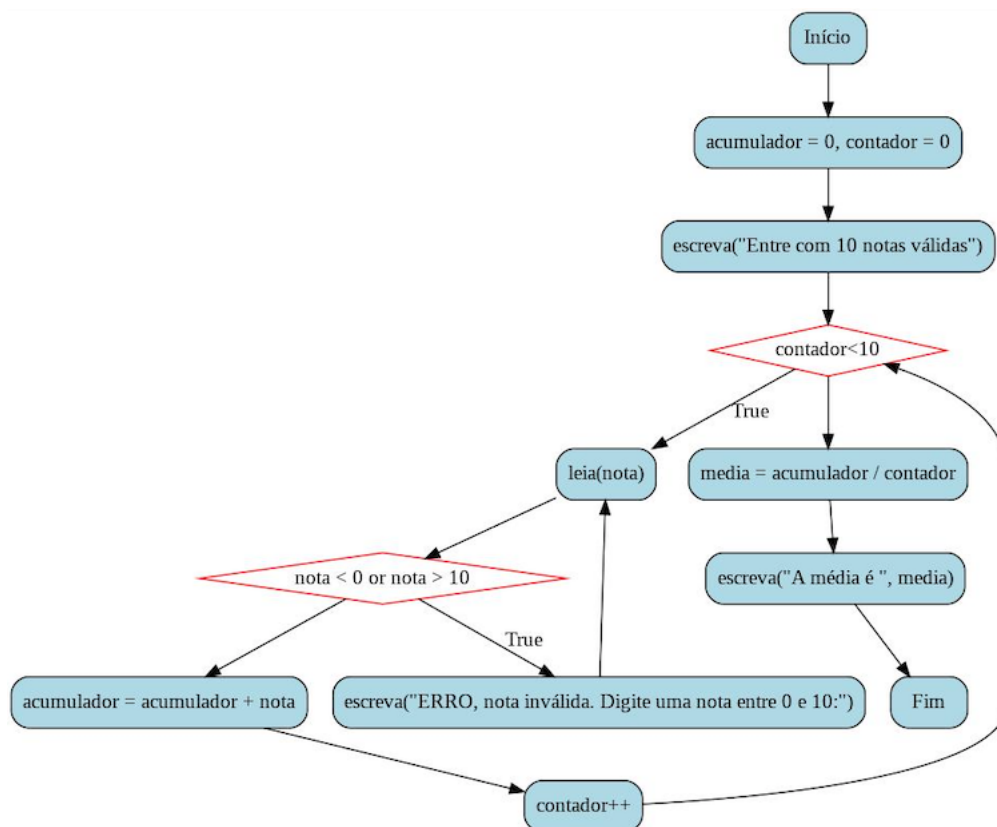 Início
acumulador = 0, contador = 0
escreva("Entre com 10 notas válidas")
contador<10
True
leia(nota)
media = acumulador / contador
nota < 0 or nota > 10
escreva("A média é ", media)
True
acumulador = acumulador + nota
escreva("ERRO, nota inválida. Digite uma nota entre 0 e 10:")
Fim
contador++